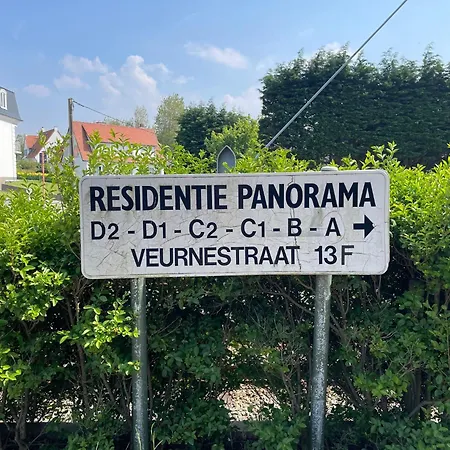 RESIDENTIE PANORAMA
D2 - D1 - C2 - C1 - B - A →
VEURNESTRAAT 13F